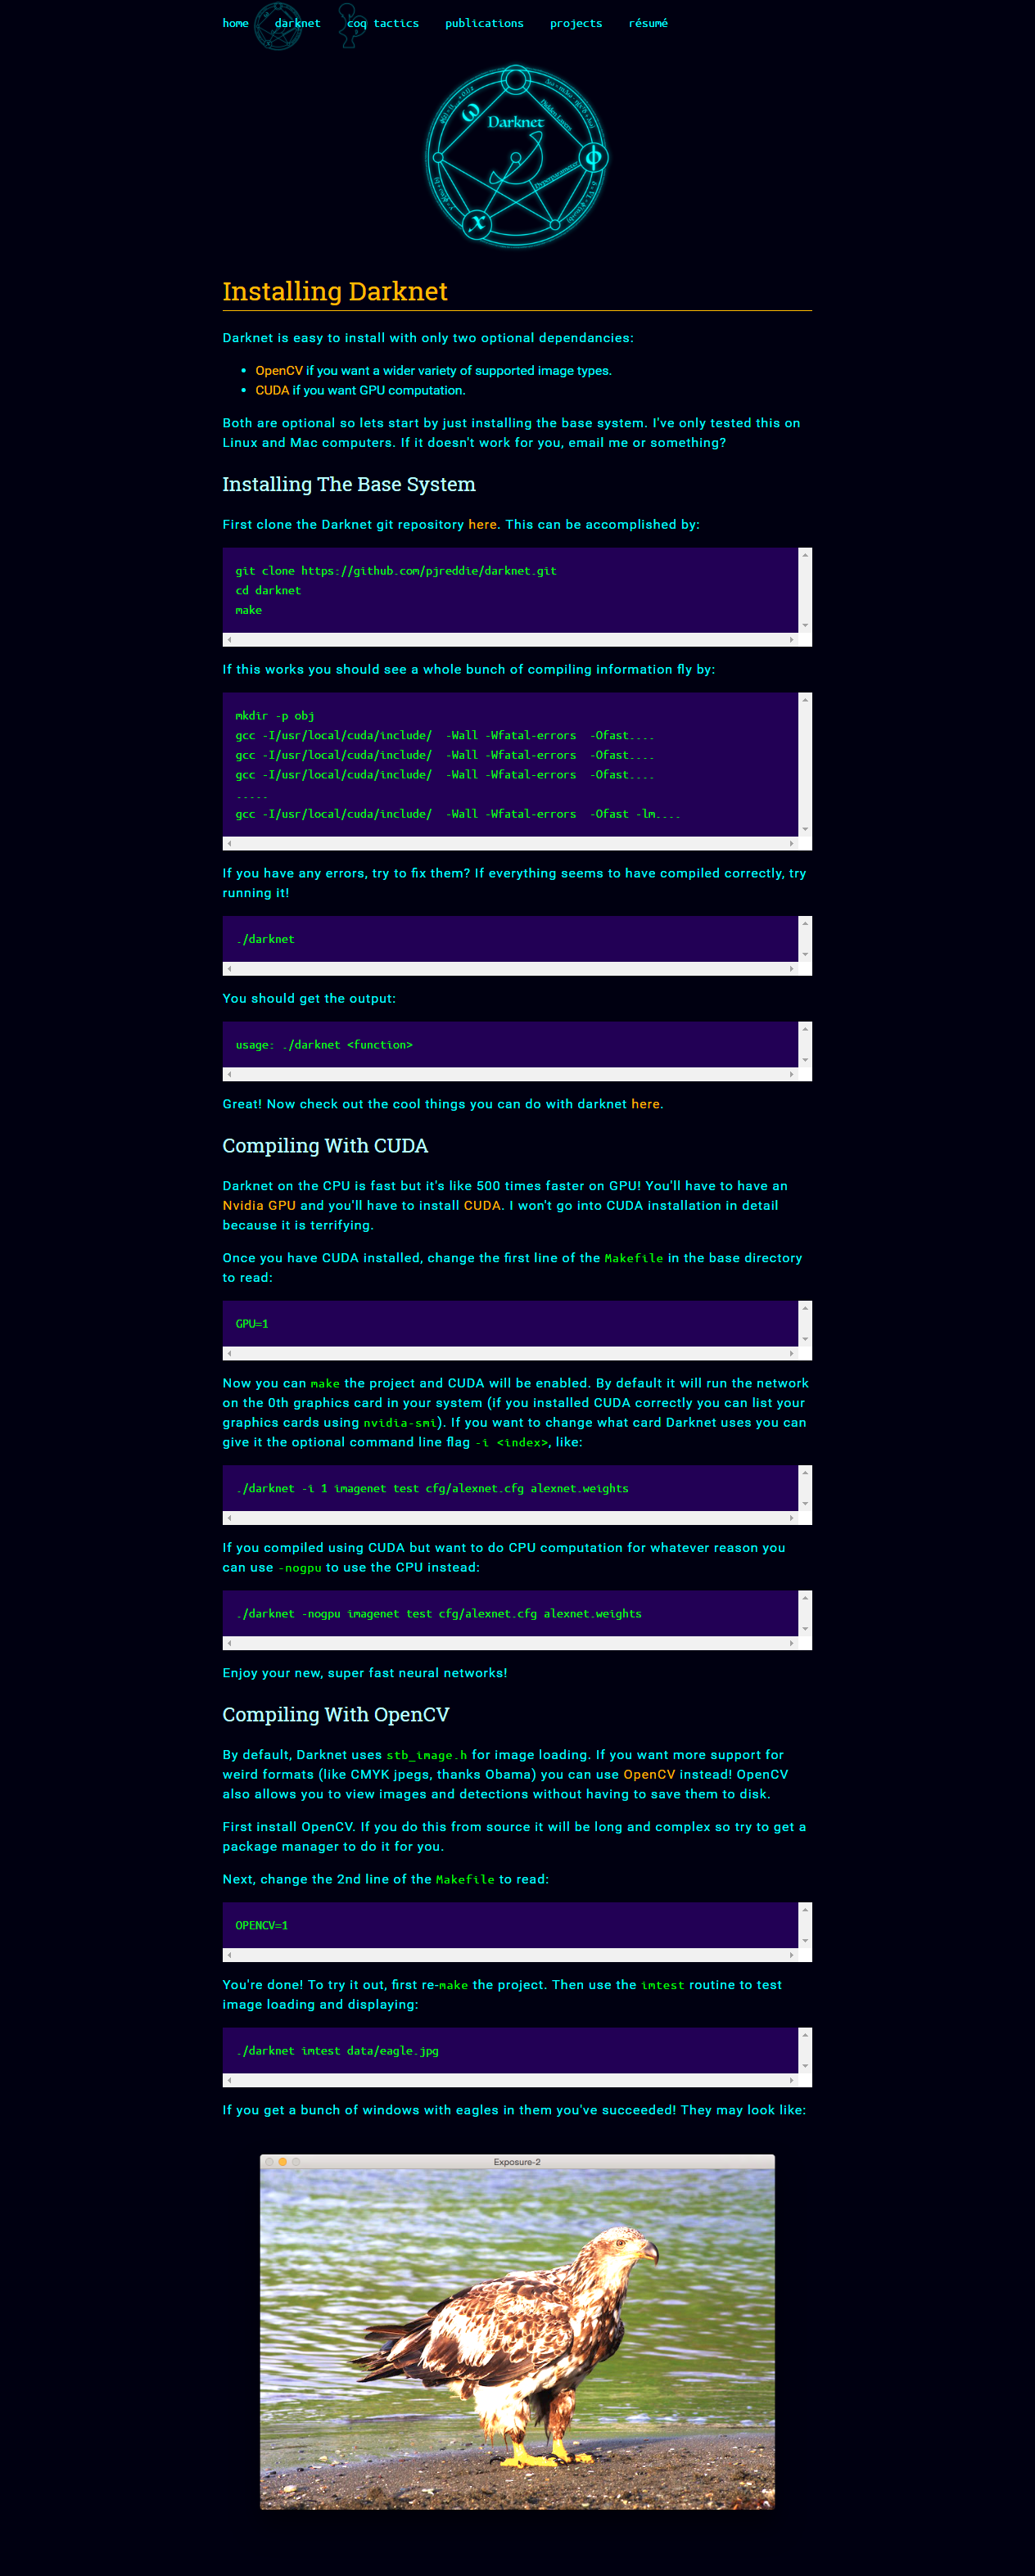 home darknet coq tactics publications projects résumé
Darknet
Hidden Layers
Hyperparameter
ω
φ
x
Installing Darknet
Darknet is easy to install with only two optional dependancies:
• OpenCV if you want a wider variety of supported image types.
• CUDA if you want GPU computation.
Both are optional so lets start by just installing the base system. I've only tested this on
Linux and Mac computers. If it doesn't work for you, email me or something?
Installing The Base System
First clone the Darknet git repository here. This can be accomplished by:
git clone https://github.com/pjreddie/darknet.git
cd darknet
make
If this works you should see a whole bunch of compiling information fly by:
mkdir -p obj
gcc -I/usr/local/cuda/include/  -Wall -Wfatal-errors  -Ofast....
gcc -I/usr/local/cuda/include/  -Wall -Wfatal-errors  -Ofast....
gcc -I/usr/local/cuda/include/  -Wall -Wfatal-errors  -Ofast....
.....
gcc -I/usr/local/cuda/include/  -Wall -Wfatal-errors  -Ofast -lm....
If you have any errors, try to fix them? If everything seems to have compiled correctly, try
running it!
./darknet
You should get the output:
usage: ./darknet <function>
Great! Now check out the cool things you can do with darknet here.
Compiling With CUDA
Darknet on the CPU is fast but it's like 500 times faster on GPU! You'll have to have an
Nvidia GPU and you'll have to install CUDA. I won't go into CUDA installation in detail
because it is terrifying.
Once you have CUDA installed, change the first line of the Makefile in the base directory
to read:
GPU=1
Now you can make the project and CUDA will be enabled. By default it will run the network
on the 0th graphics card in your system (if you installed CUDA correctly you can list your
graphics cards using nvidia-smi). If you want to change what card Darknet uses you can
give it the optional command line flag -i <index>, like:
./darknet -i 1 imagenet test cfg/alexnet.cfg alexnet.weights
If you compiled using CUDA but want to do CPU computation for whatever reason you
can use -nogpu to use the CPU instead:
./darknet -nogpu imagenet test cfg/alexnet.cfg alexnet.weights
Enjoy your new, super fast neural networks!
Compiling With OpenCV
By default, Darknet uses stb_image.h for image loading. If you want more support for
weird formats (like CMYK jpegs, thanks Obama) you can use OpenCV instead! OpenCV
also allows you to view images and detections without having to save them to disk.
First install OpenCV. If you do this from source it will be long and complex so try to get a
package manager to do it for you.
Next, change the 2nd line of the Makefile to read:
OPENCV=1
You're done! To try it out, first re-make the project. Then use the imtest routine to test
image loading and displaying:
./darknet imtest data/eagle.jpg
If you get a bunch of windows with eagles in them you've succeeded! They may look like:
Exposure-2